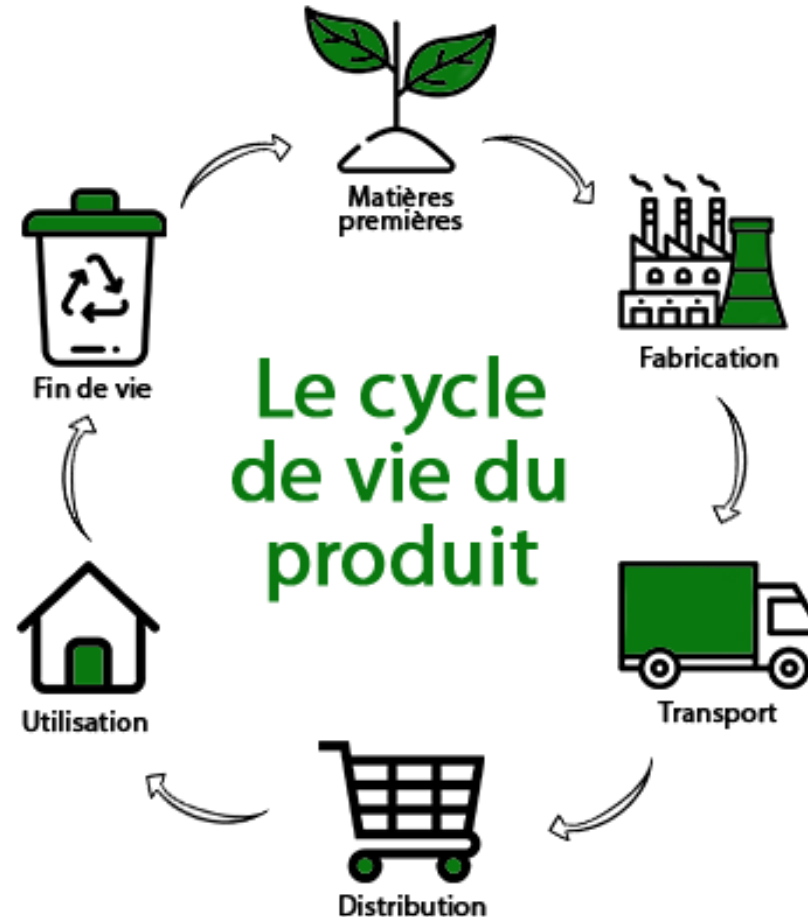 Le cycle
de vie du
produit
Matières
premières
Fabrication
Transport
Distribution
Utilisation
Fin de vie